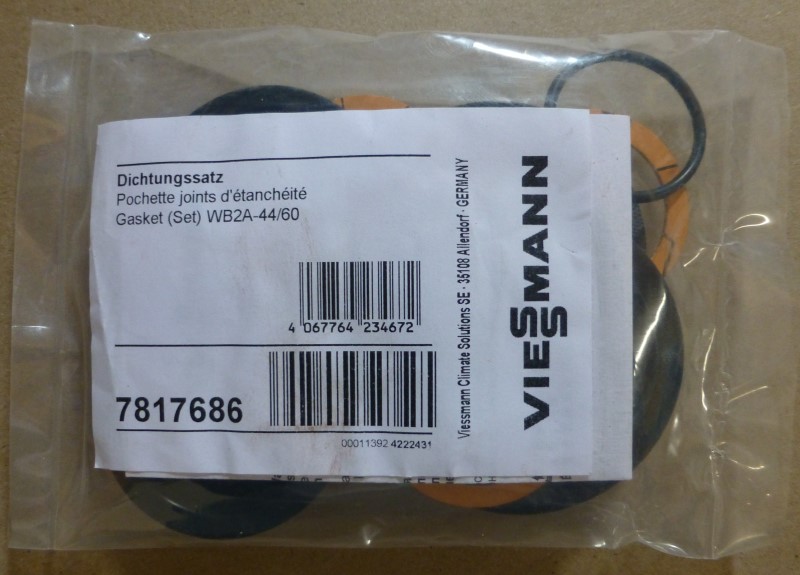 Dichtungssatz
Pochette joints d'étanchéité
Gasket (Set) WB2A-44/60
4 067764 234672
7817686
00011392 4222431
Viessmann Climate Solutions SE · 35108 Allendorf · GERMANY
VIESSMANN